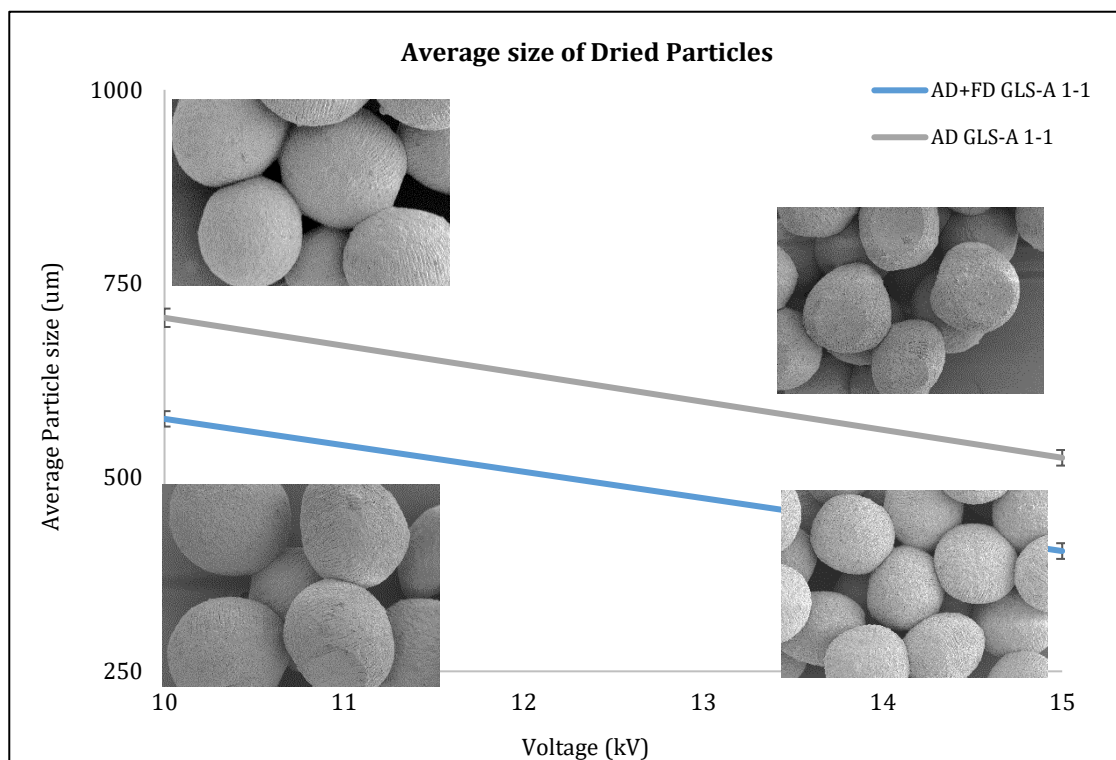 Average size of Dried Particles
AD+FD GLS-A 1-1
AD GLS-A 1-1
Average Particle size (um)
1000
750
500
250
10 11 12 13 14 15
Voltage (kV)